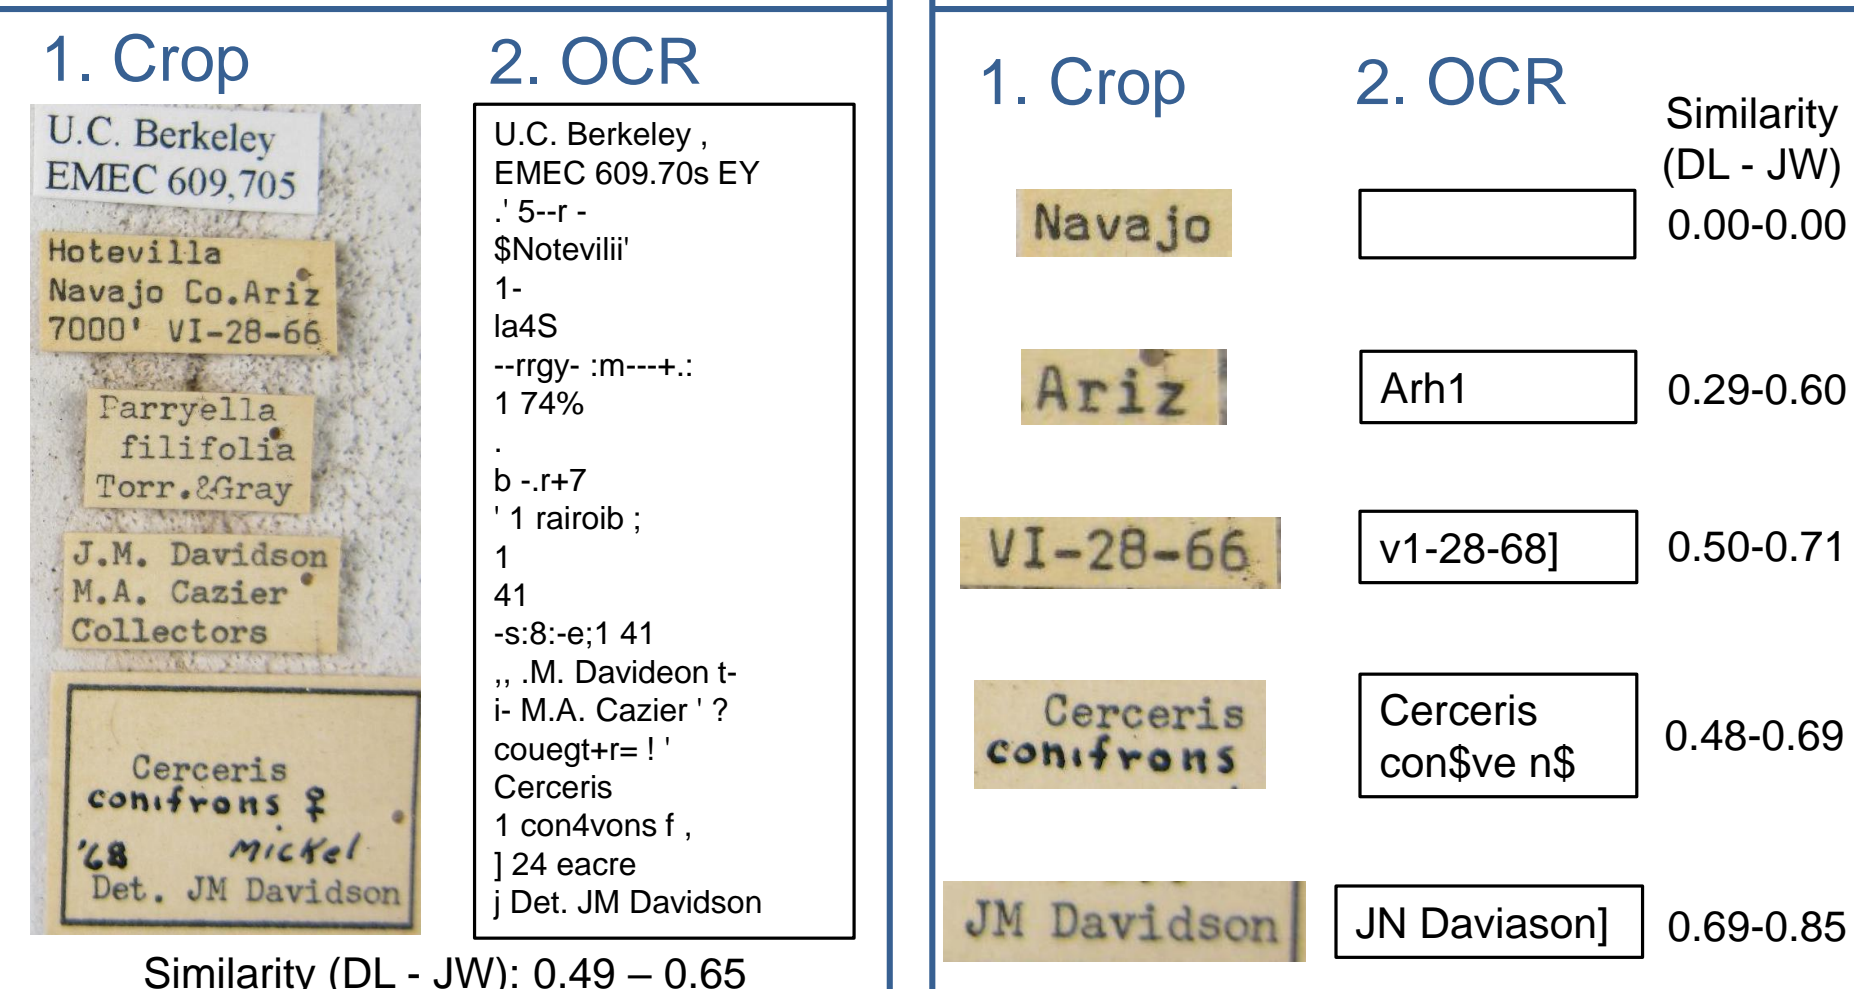 1. Crop
2. OCR
U.C. Berkeley
EMEC 609,705
Hotevilla
Navajo Co.Ariz
7000' VI-28-66
Parryella
filifolia
Torr.&Gray
J.M. Davidson
M.A. Cazier
Collectors
Cerceris
conifrons ♀
'68 Mickel
Det. JM Davidson
U.C. Berkeley ,
EMEC 609.70s EY
.' 5--r -
$Notevilii'
1-
la4S
--rrgy- :m---+.:
1 74%
.
b -.r+7
' 1 rairoib ;
1
41
-s:8:-e;1 41
,, .M. Davideon t-
i- M.A. Cazier ' ?
couegt+r= ! '
Cerceris
1 con4vons f ,
] 24 eacre
j Det. JM Davidson
Similarity (DL - JW): 0.49 – 0.65
1. Crop
2. OCR
Similarity
(DL - JW)
Navajo
0.00-0.00
Ariz
Arh1
0.29-0.60
VI-28-66
v1-28-68]
0.50-0.71
Cerceris
conifrons
Cerceris
con$ve n$
0.48-0.69
JM Davidson
JN Daviason]
0.69-0.85